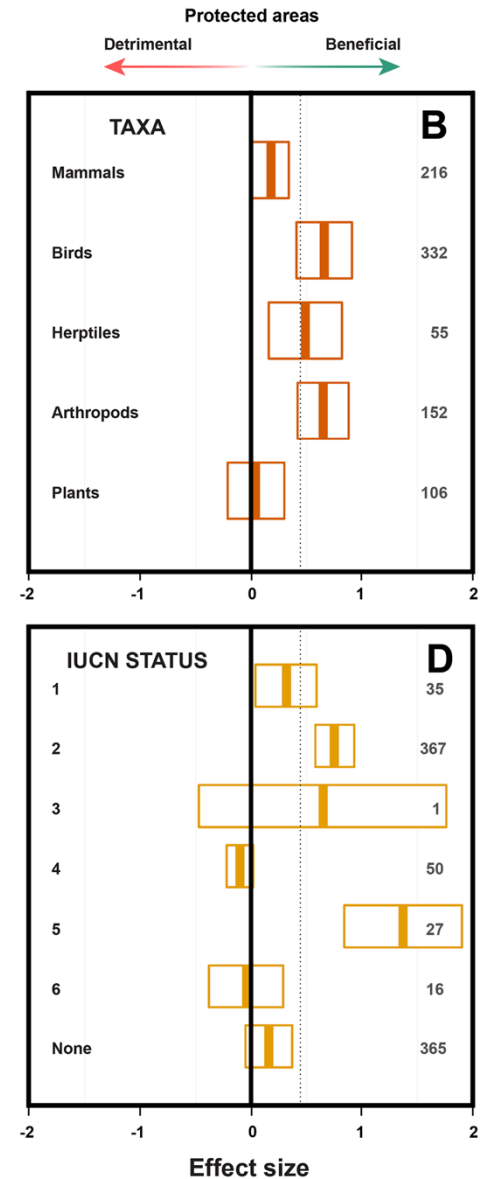 Protected areas
Detrimental Beneficial
TAXA B
Mammals 216
Birds 332
Herptiles 55
Arthropods 152
Plants 106
-2 -1 0 1 2
IUCN STATUS D
1 35
2 367
3 1
4 50
5 27
6 16
None 365
-2 -1 0 1 2
Effect size